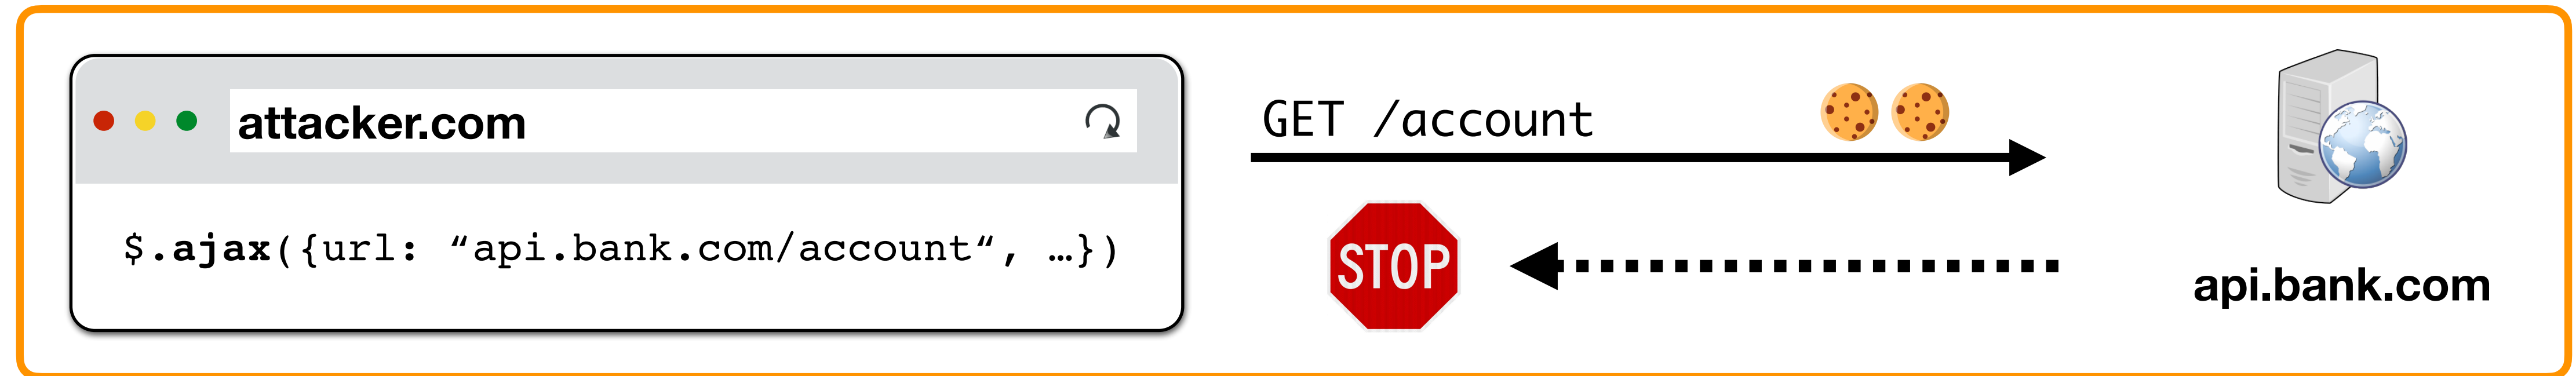 attacker.com
GET /account
$.ajax({url: “api.bank.com/account“, …})
STOP
api.bank.com